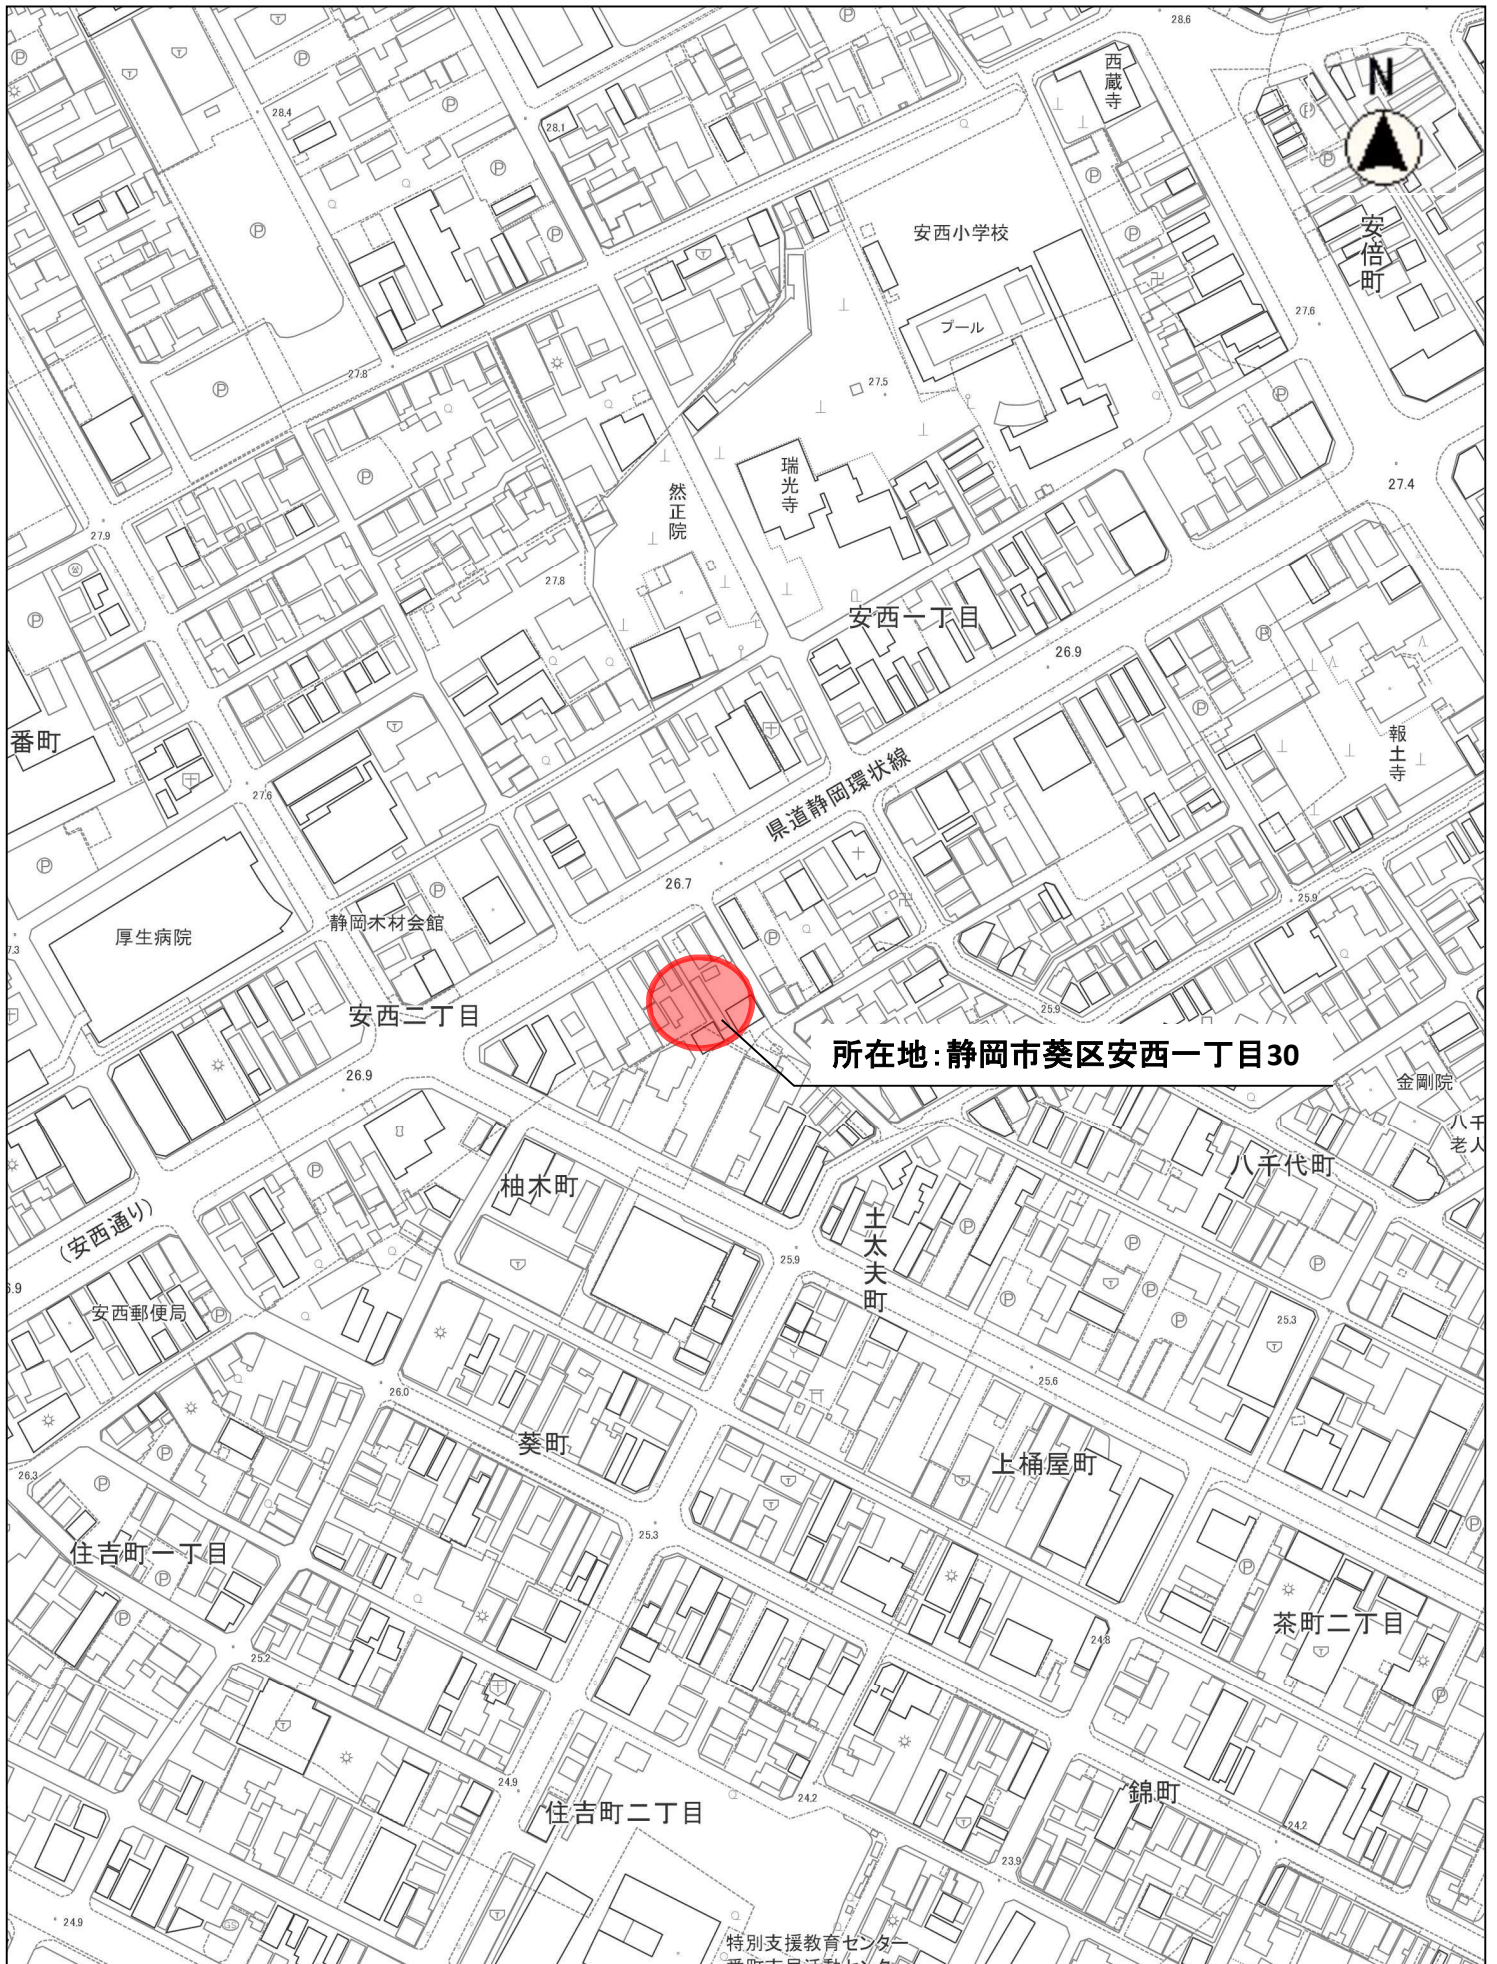 28.6
西蔵寺
N
28.4
28.1
安西小学校
安倍町
プール
27.6
27.8
27.5
瑞光寺
然正院
27.4
27.9
27.8
安西一丁目
26.9
番町
報土寺
県道静岡環状線
27.6
26.7
25.9
厚生病院
静岡木材会館
7.3
安西二丁目
25.9
所在地：静岡市葵区安西一丁目30
26.9
金剛院
八千
老人
八千代町
柚木町
土太夫町
(安西通り)
25.9
6.9
安西郵便局
25.3
26.0
25.6
葵町
上桶屋町
26.3
25.3
住吉町一丁目
茶町二丁目
24.8
25.2
24.9
24.2
錦町
住吉町二丁目
24.2
23.9
24.9
特別支援教育センター